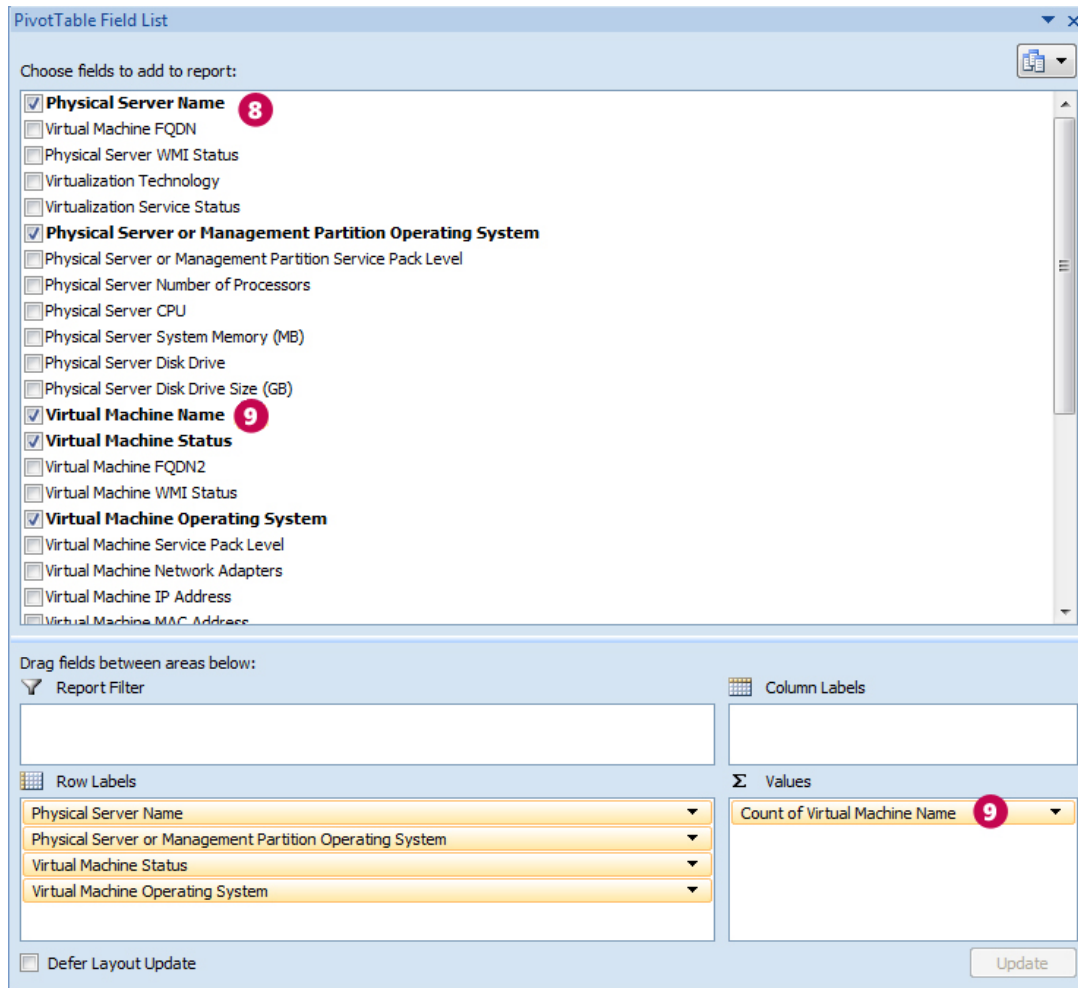 PivotTable Field List
Choose fields to add to report:
Physical Server Name 8
Virtual Machine FQDN
Physical Server WMI Status
Virtualization Technology
Virtualization Service Status
Physical Server or Management Partition Operating System
Physical Server or Management Partition Service Pack Level
Physical Server Number of Processors
Physical Server CPU
Physical Server System Memory (MB)
Physical Server Disk Drive
Physical Server Disk Drive Size (GB)
Virtual Machine Name 9
Virtual Machine Status
Virtual Machine FQDN2
Virtual Machine WMI Status
Virtual Machine Operating System
Virtual Machine Service Pack Level
Virtual Machine Network Adapters
Virtual Machine IP Address
Virtual Machine MAC Address
Drag fields between areas below:
Report Filter
Column Labels
Row Labels
Physical Server Name
Physical Server or Management Partition Operating System
Virtual Machine Status
Virtual Machine Operating System
Σ Values
Count of Virtual Machine Name 9
Defer Layout Update
Update